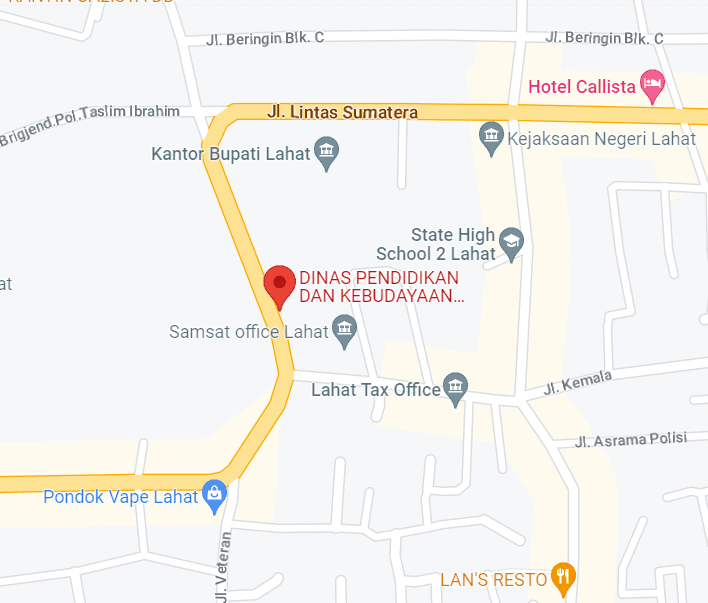 Jl. Beringin Blk. C
Jl. Beringin Blk. C
Hotel Callista
Brigjend.Pol.Taslim Ibrahim
Jl. Lintas Sumatera
Kantor Bupati Lahat
Kejaksaan Negeri Lahat
State High
School 2 Lahat
at
DINAS PENDIDIKAN
DAN KEBUDAYAAN...
Samsat office Lahat
Lahat Tax Office
Jl. Kemala
Jl. Asrama Polisi
Pondok Vape Lahat
Jl. Veteran
LAN'S RESTO